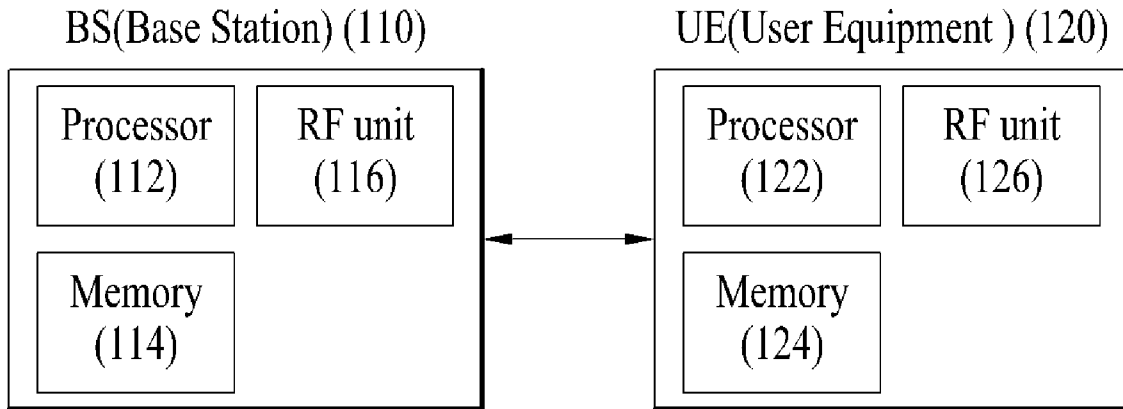 BS(Base Station) (110)
Processor
(112)
RF unit
(116)
Memory
(114)
UE(User Equipment ) (120)
Processor
(122)
RF unit
(126)
Memory
(124)